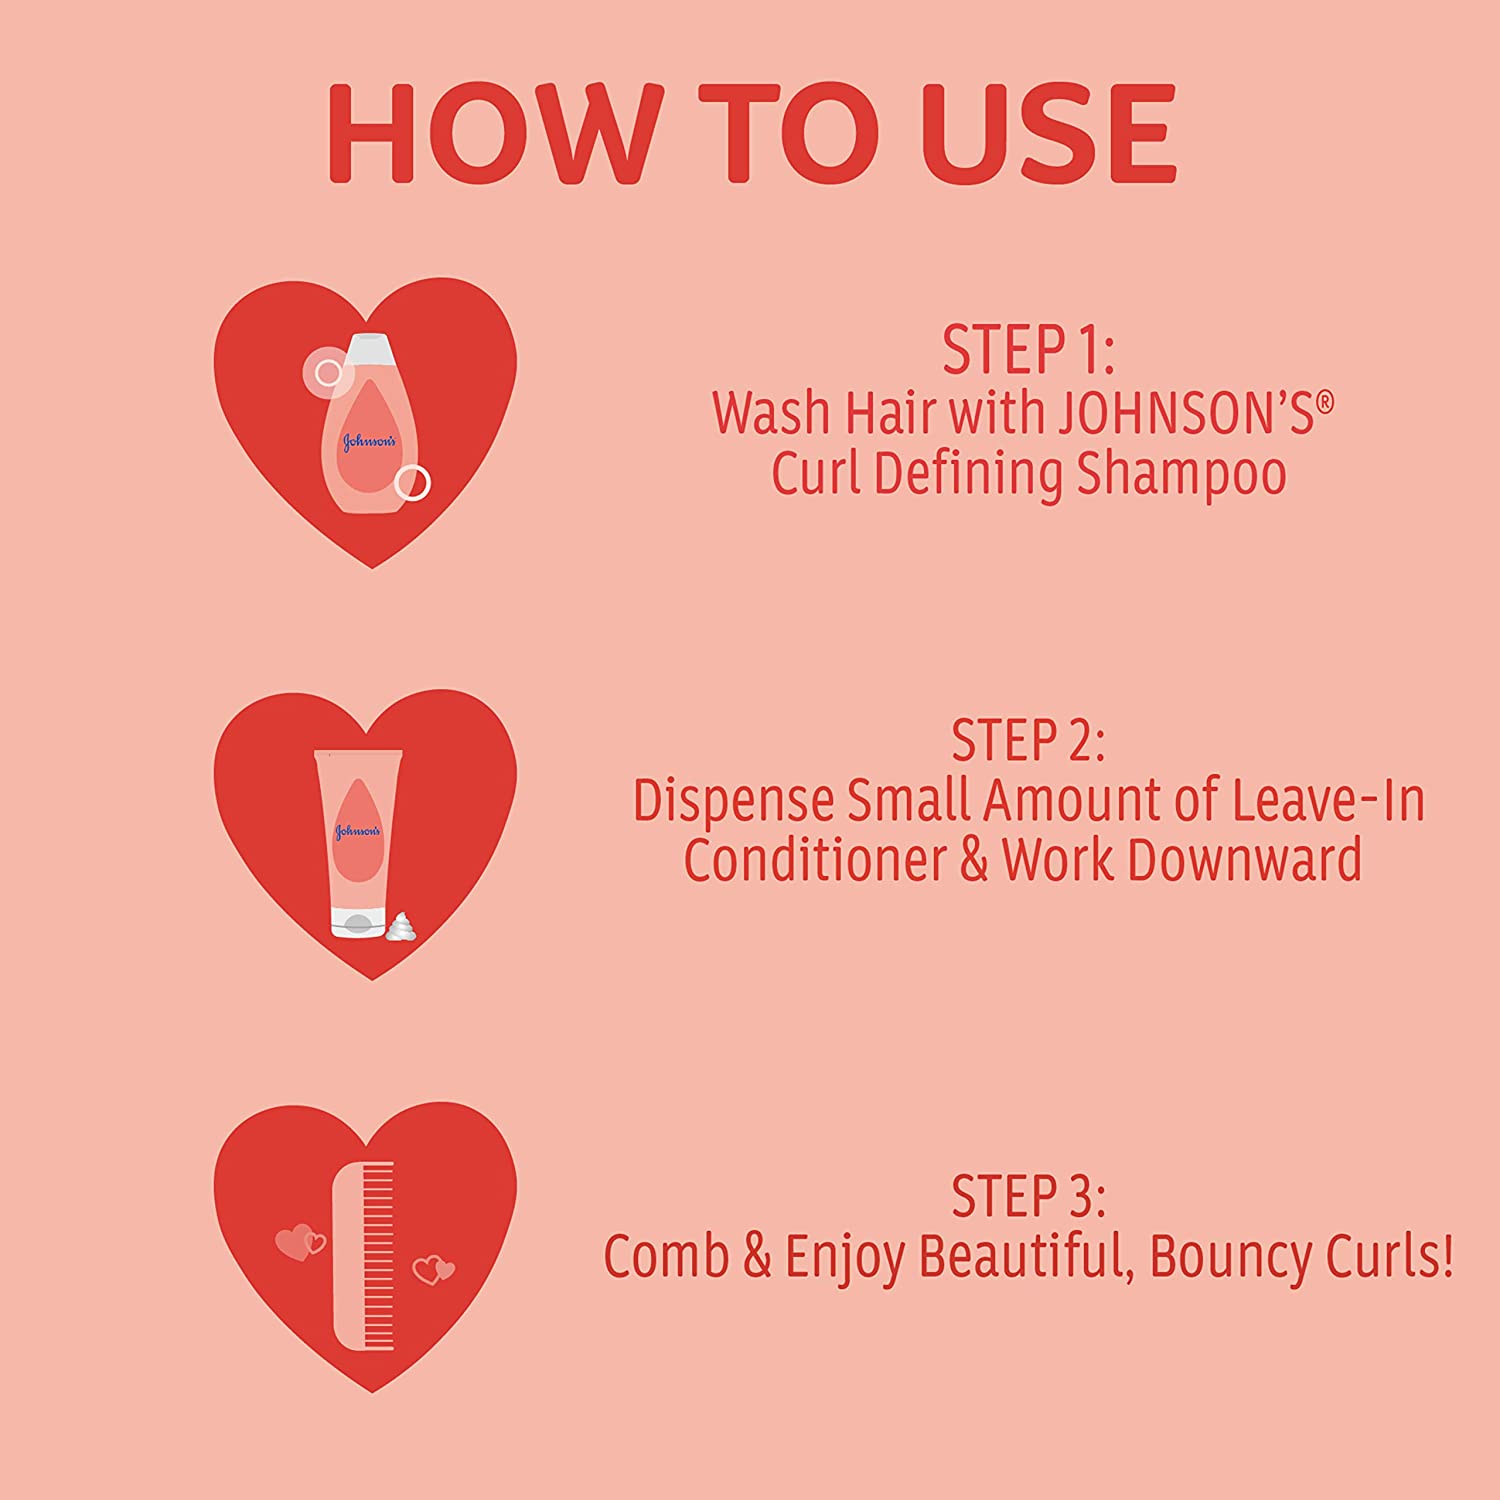 HOW TO USE
STEP 1:
Wash Hair with JOHNSON'S®
Curl Defining Shampoo
Johnson's
STEP 2:
Dispense Small Amount of Leave-In
Conditioner & Work Downward
Johnson's
STEP 3:
Comb & Enjoy Beautiful, Bouncy Curls!